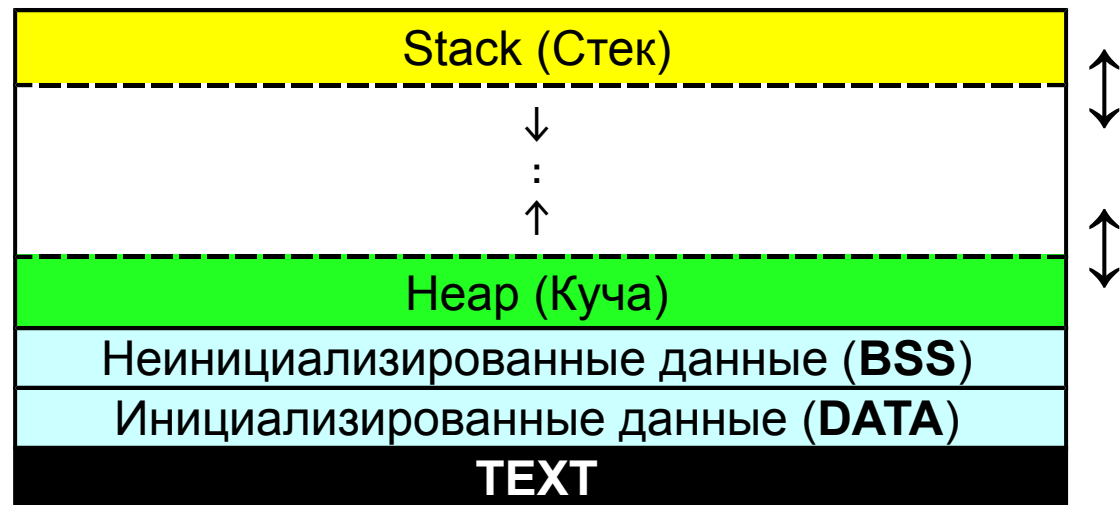 Stack (Стек)
↓
:
↑
Heap (Куча)
Неинициализированные данные (BSS)
Инициализированные данные (DATA)
TEXT